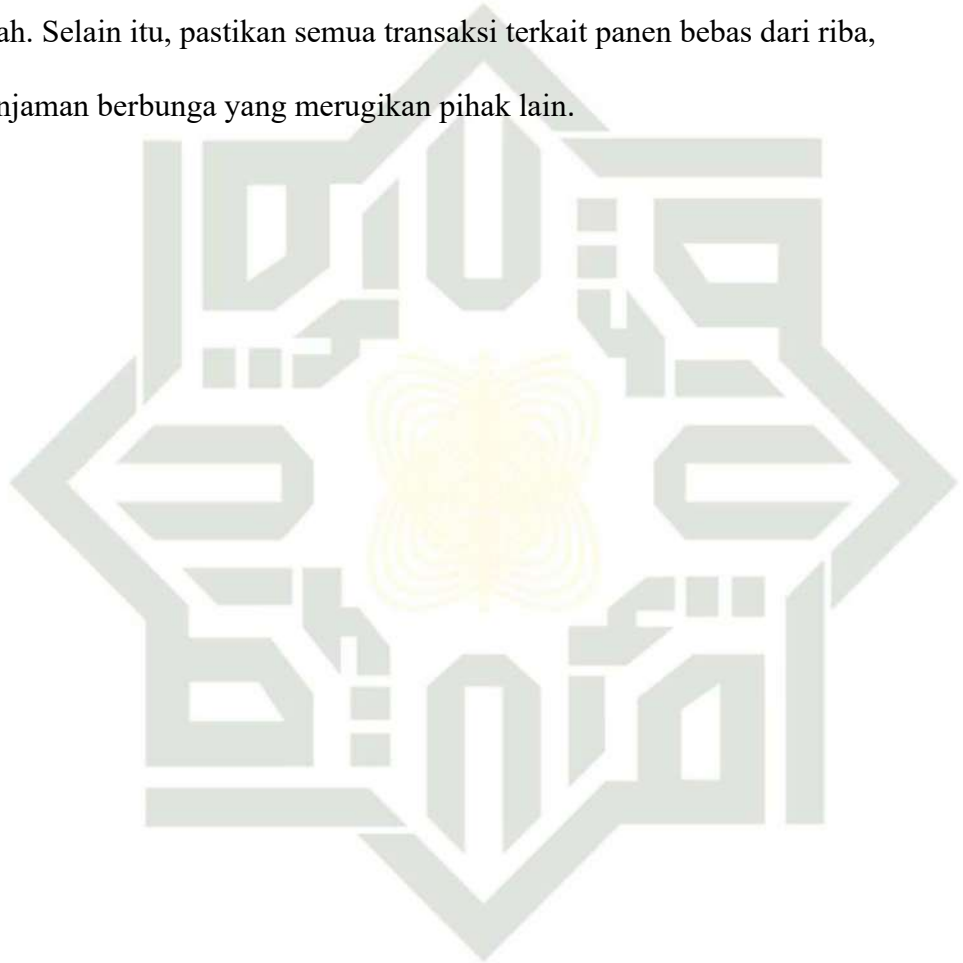 ah. Selain itu, pastikan semua transaksi terkait panen bebas dari riba,
njaman berbunga yang merugikan pihak lain.